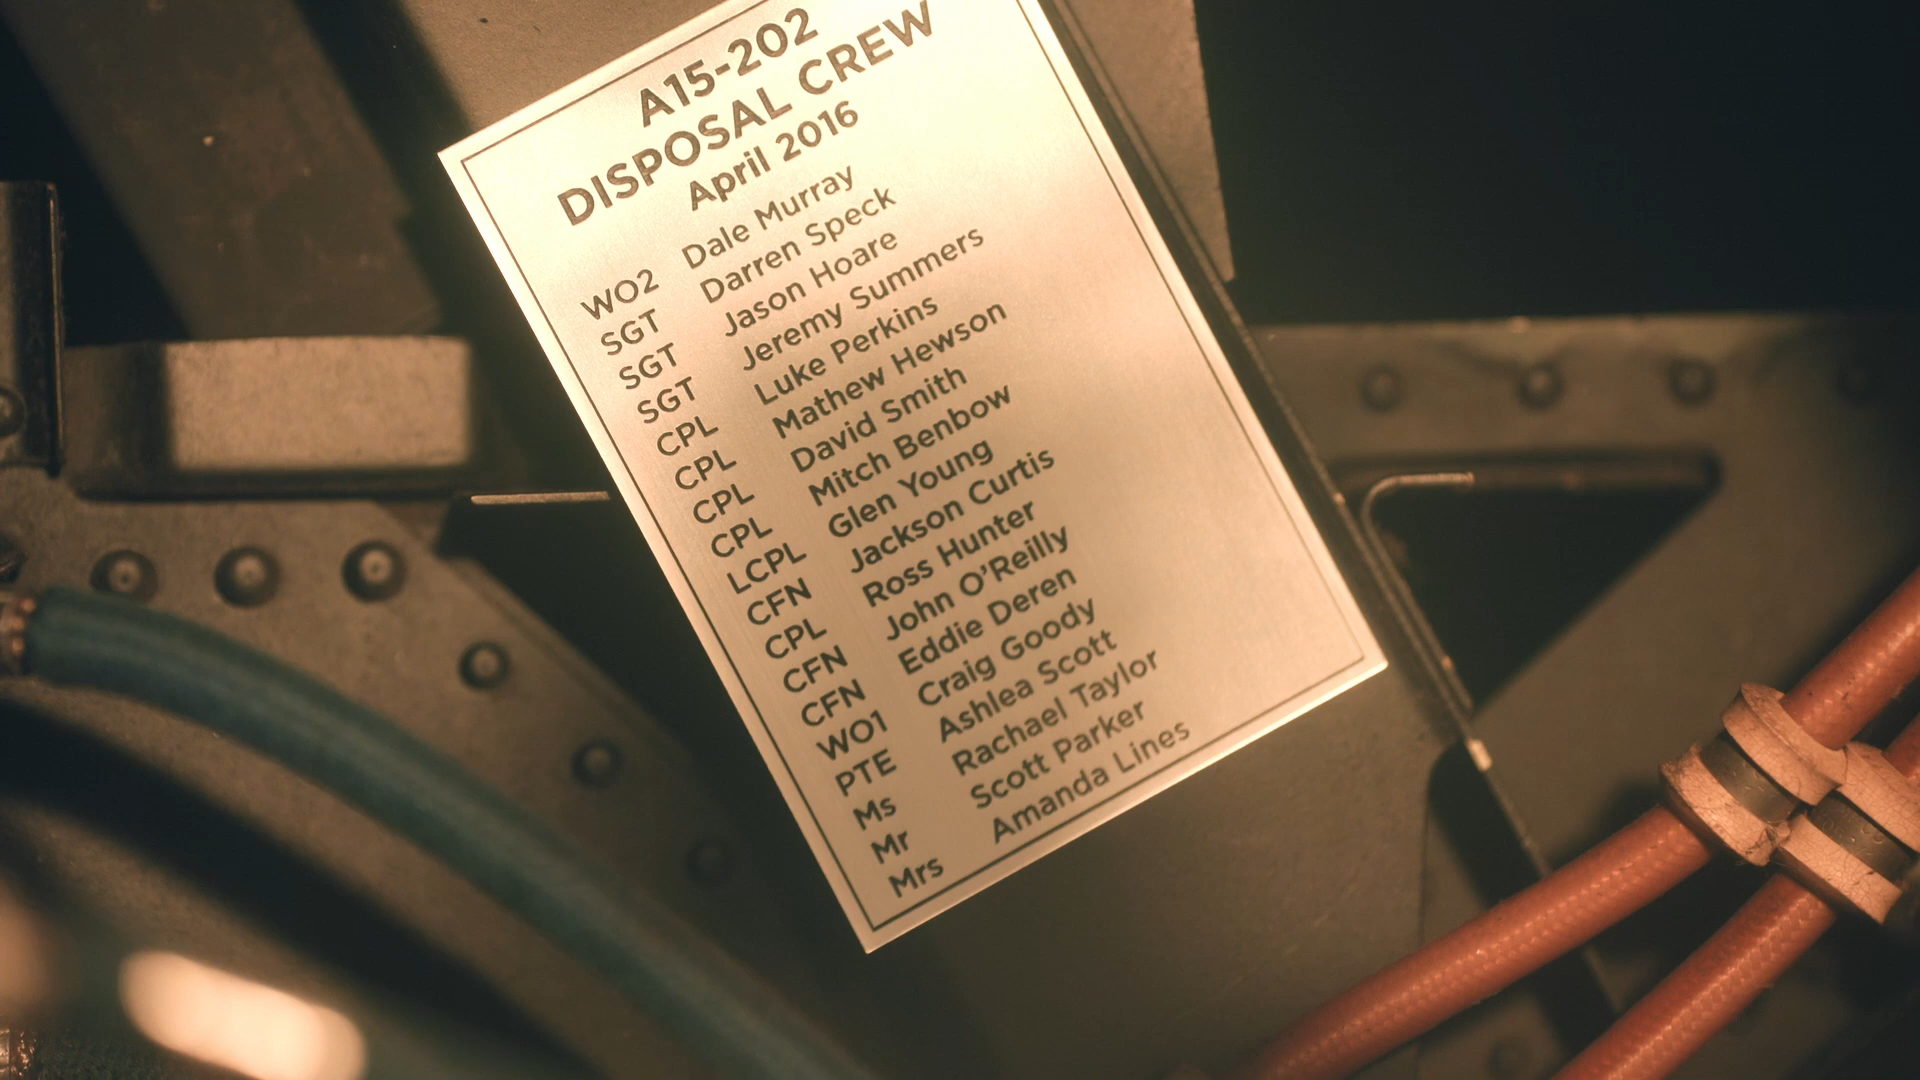 A15-202
DISPOSAL CREW
April 2016
WO2 Dale Murray
SGT Darren Speck
SGT Jason Hoare
SGT Jeremy Summers
CPL Luke Perkins
CPL Mathew Hewson
CPL David Smith
CPL Mitch Benbow
LCPL Glen Young
CFN Jackson Curtis
CPL Ross Hunter
CFN John O'Reilly
CFN Eddie Deren
WO1 Craig Goody
PTE Ashlea Scott
Ms Rachael Taylor
Mr Scott Parker
Mrs Amanda Lines